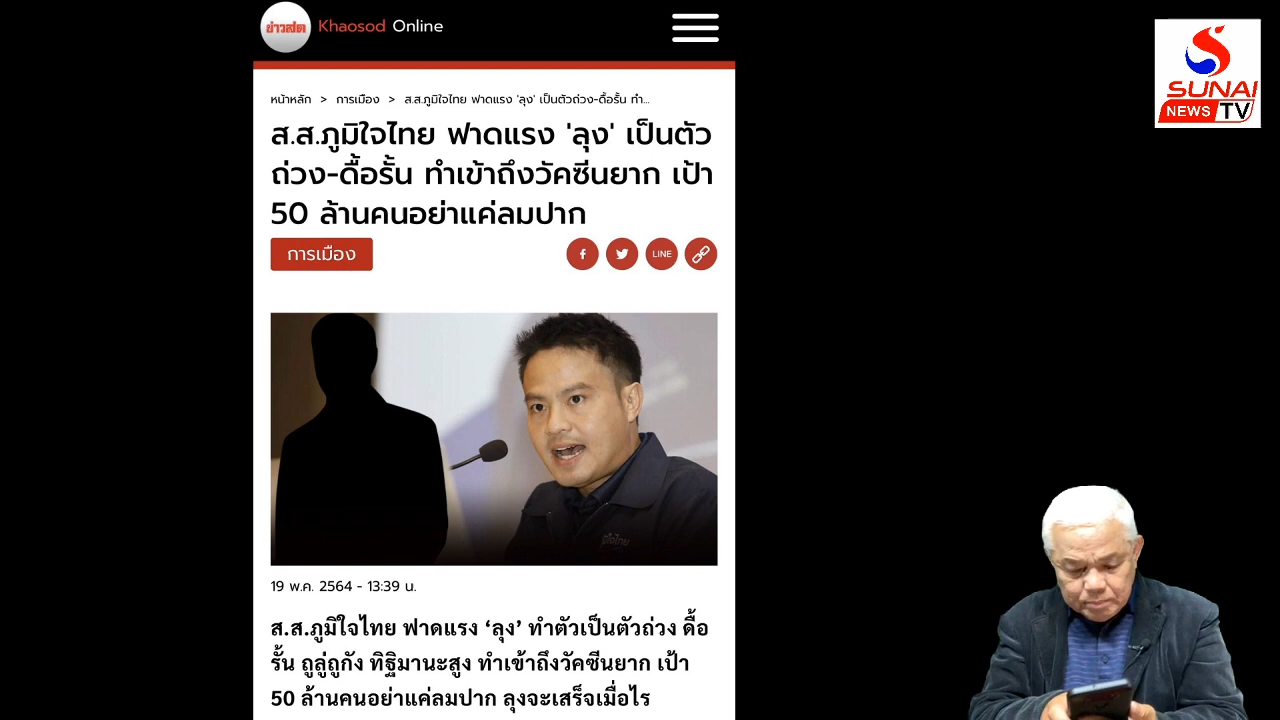 ข่าวสด Khaosod Online
SUNAI
NEWS TV
หน้าหลัก > การเมือง > ส.ส.ภูมิใจไทย ฟาดแรง 'ลุง' เป็นตัวถ่วง-ดื้อรั้น ทำ...
ส.ส.ภูมิใจไทย ฟาดแรง 'ลุง' เป็นตัว
ถ่วง-ดื้อรั้น ทำเข้าถึงวัคซีนยาก เป้า
50 ล้านคนอย่าแค่ลมปาก
การเมือง
LINE
ภูมิใจไทย
19 พ.ค. 2564 - 13:39 น.
ส.ส.ภูมิใจไทย ฟาดแรง ‘ลุง’ ทำตัวเป็นตัวถ่วง ดื้อ
รั้น ถูลู่ถูกัง ทิฐิมานะสูง ทำเข้าถึงวัคซีนยาก เป้า
50 ล้านคนอย่าแค่ลมปาก ลุงจะเสร็จเมื่อไร